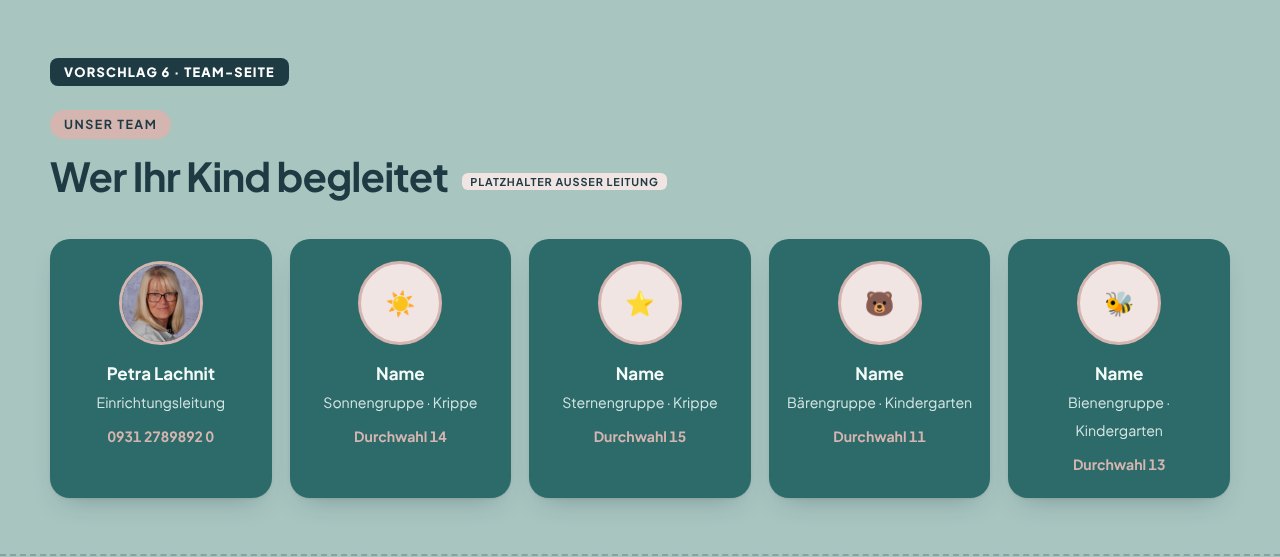 VORSCHLAG 6 · TEAM-SEITE
UNSER TEAM
Wer Ihr Kind begleitet
PLATZHALTER AUSSER LEITUNG
Petra Lachnit
Einrichtungsleitung
0931 2789892 0
Name
Sonnengruppe · Krippe
Durchwahl 14
Name
Sternengruppe · Krippe
Durchwahl 15
Name
Bärengruppe · Kindergarten
Durchwahl 11
Name
Bienengruppe ·
Kindergarten
Durchwahl 13